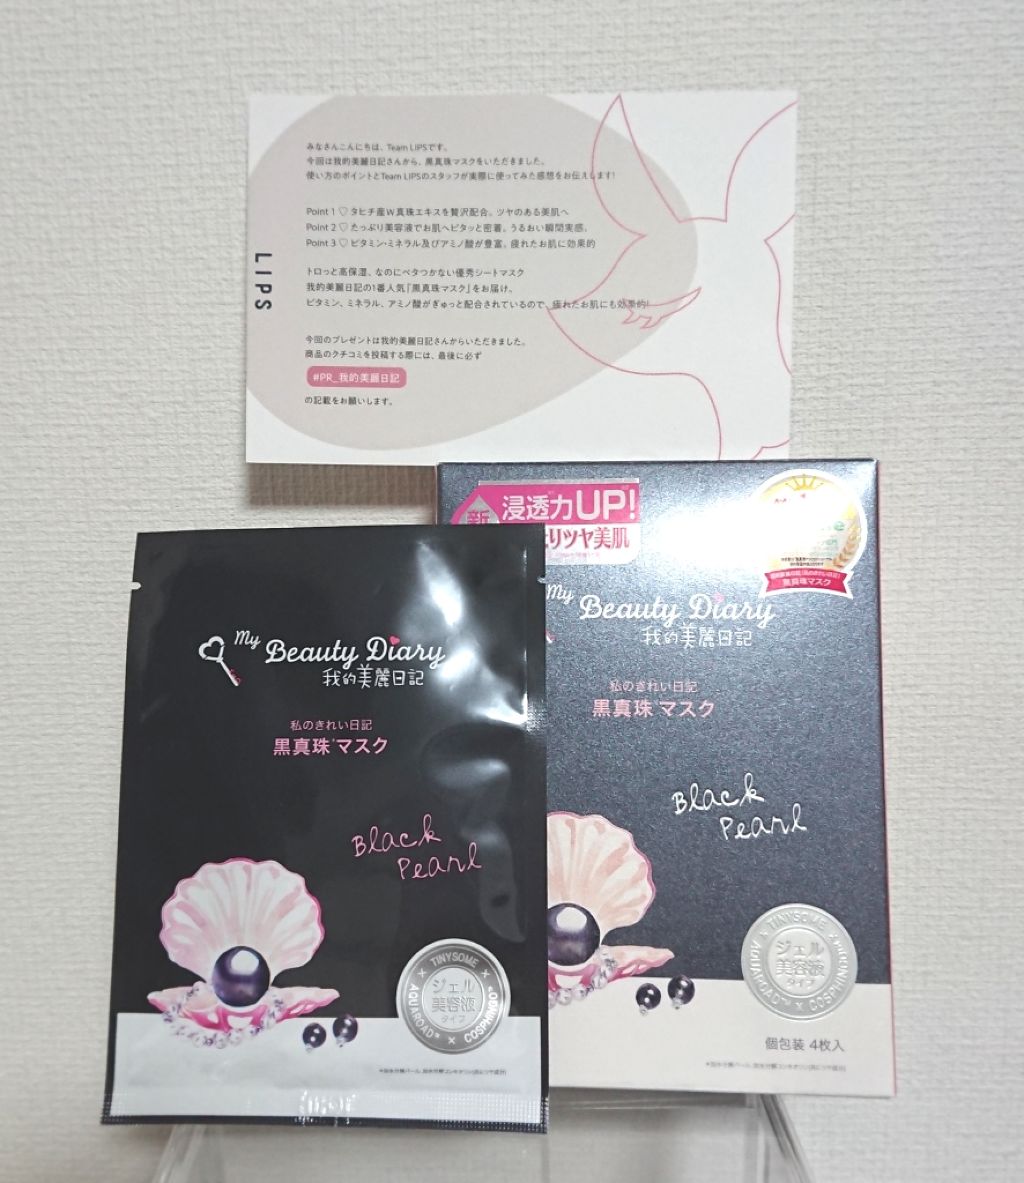 みなさんこんにちは、Team LIPSです。
今回は我的美麗日記さんから、黒真珠マスクをいただきました。
使い方のポイントとTeam LIPSのスタッフが実際に使ってみた感想をお伝えします!
Point 1 ♡ タヒチ産W真珠エキスを贅沢配合。ツヤのある美肌へ
Point 2 ♡ たっぷり美容液でお肌へピタッと密着。うるおい瞬間実感。
Point 3 ♡ ビタミン・ミネラル及びアミノ酸が豊富。疲れたお肌に効果的
トロっと高保湿、なのにベタつかない優秀シートマスク
我的美麗日記の1番人気『黒真珠マスク』をお届け。
ビタミン、ミネラル、アミノ酸がぎゅっと配合されているので、疲れたお肌にも効果的!
今回のプレゼントは我的美麗日記さんからいただきました。
商品のクチコミを投稿する際には、最後に必ず
#PR_我的美麗日記
の記載をお願いします。
LIPS
新 浸透力UP!
りツヤ美肌
黒真珠マスク
My Beauty Diary
我的美麗日記
私のきれい日記
黒真珠*マスク
Black
Pearl
TINYSOME × COSPHINGO™ × AQUAROAD™ ×
ジェル
美容液
タイプ
個包装 4枚入
My Beauty Diary
我的美麗日記
私のきれい日記
黒真珠*マスク
Black
Pearl
× TINYSOME × COSPHINGO™ × AQUAROAD™
ジェル
美容液
タイプ